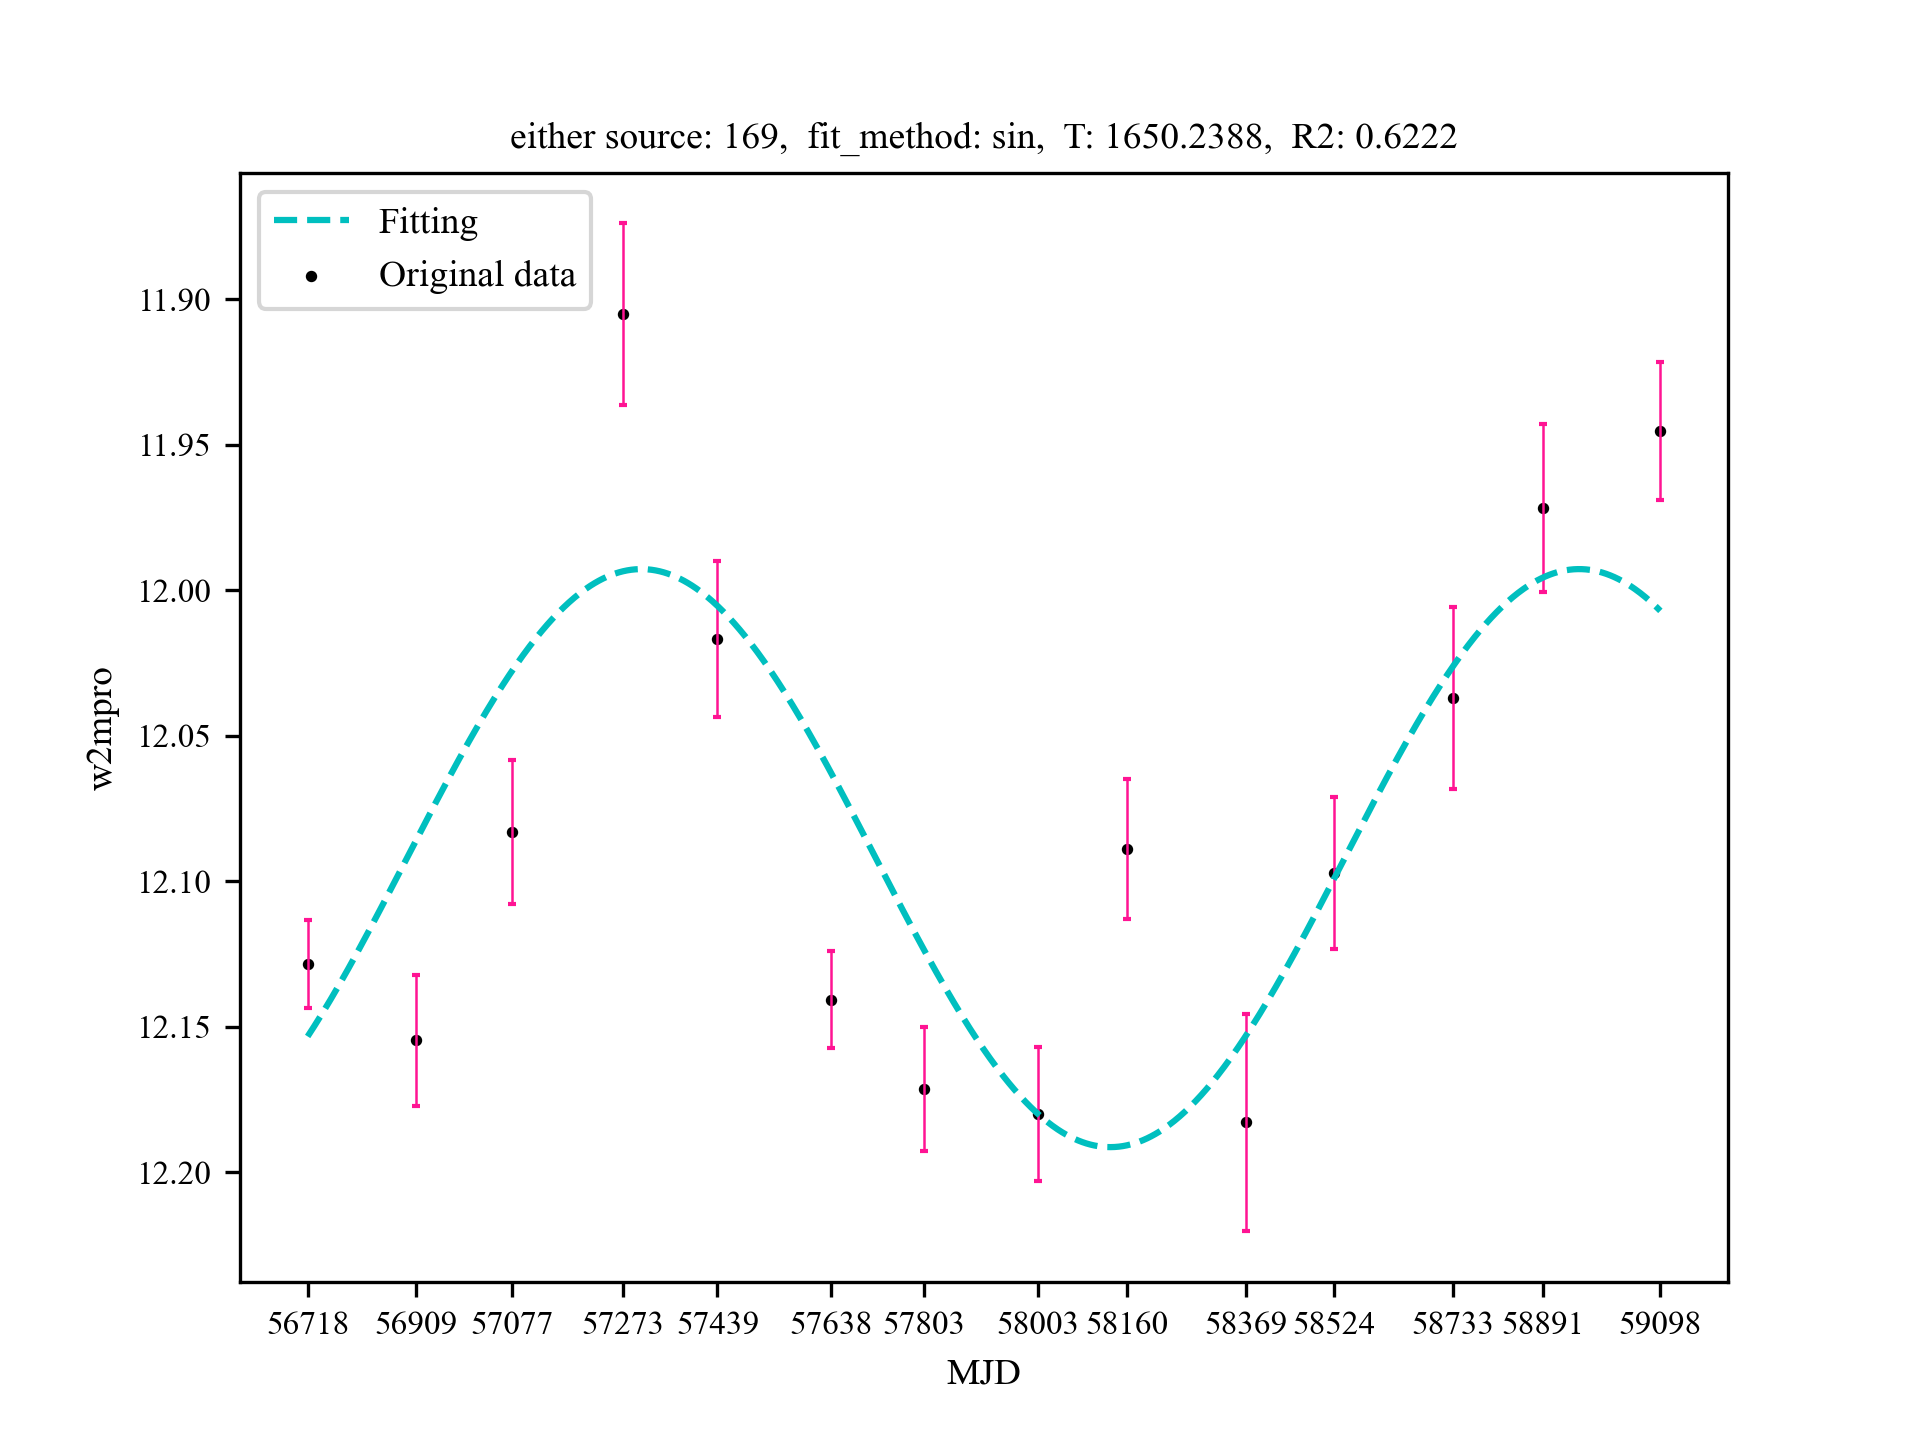 either source: 169,  fit_method: sin,  T: 1650.2388,  R2: 0.6222
Fitting
Original data
11.90
11.95
12.00
12.05
12.10
12.15
12.20
w2mpro
56718 56909 57077 57273 57439 57638 57803 58003 58160 58369 58524 58733 58891 59098
MJD